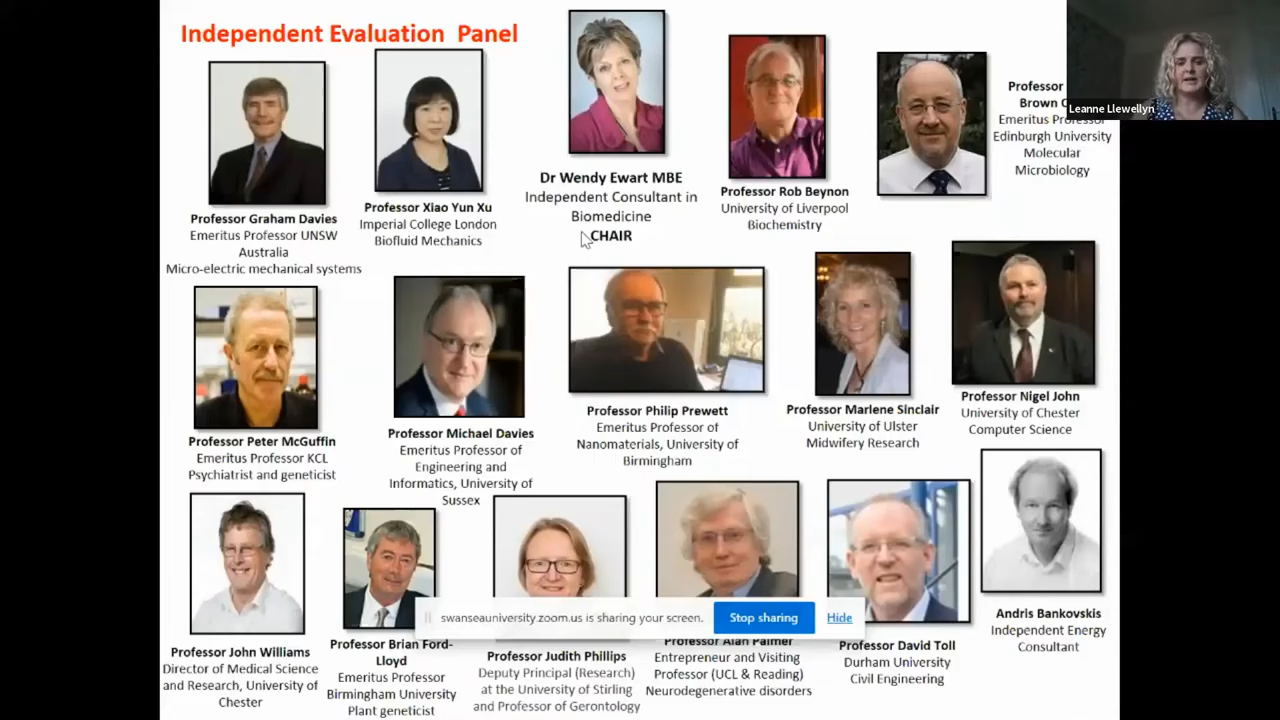 Independent Evaluation Panel
Leanne Llewellyn
Professor
Brown
Emeritus Professor
Edinburgh University
Molecular
Microbiology
Dr Wendy Ewart MBE
Independent Consultant in
Biomedicine
CHAIR
Professor Rob Beynon
University of Liverpool
Biochemistry
Professor Xiao Yun Xu
Imperial College London
Biofluid Mechanics
Professor Graham Davies
Emeritus Professor UNSW
Australia
Micro-electric mechanical systems
Professor Peter McGuffin
Emeritus Professor KCL
Psychiatrist and geneticist
Professor Michael Davies
Emeritus Professor of
Engineering and
Informatics, University of
Sussex
Professor Philip Prewett
Emeritus Professor of
Nanomaterials, University of
Birmingham
Professor Marlene Sinclair
University of Ulster
Midwifery Research
Professor Nigel John
University of Chester
Computer Science
Professor John Williams
Director of Medical Science
and Research, University of
Chester
Professor Brian Ford-
Lloyd
Emeritus Professor
Birmingham University
Plant geneticist
swanseauniversity.zoom.us is sharing your screen.
Stop sharing
Hide
Professor Judith Phillips
Deputy Principal (Research)
at the University of Stirling
and Professor of Gerontology
Professor Alan Palmer
Entrepreneur and Visiting
Professor (UCL & Reading)
Neurodegenerative disorders
Professor David Toll
Durham University
Civil Engineering
Andris Bankovskis
Independent Energy
Consultant